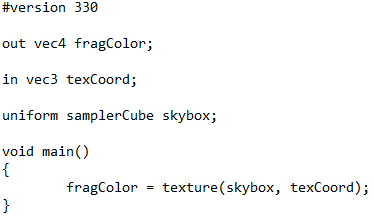 #version 330
out vec4 fragColor;
in vec3 texCoord;
uniform samplerCube skybox;
void main()
{
        fragColor = texture(skybox, texCoord);
}